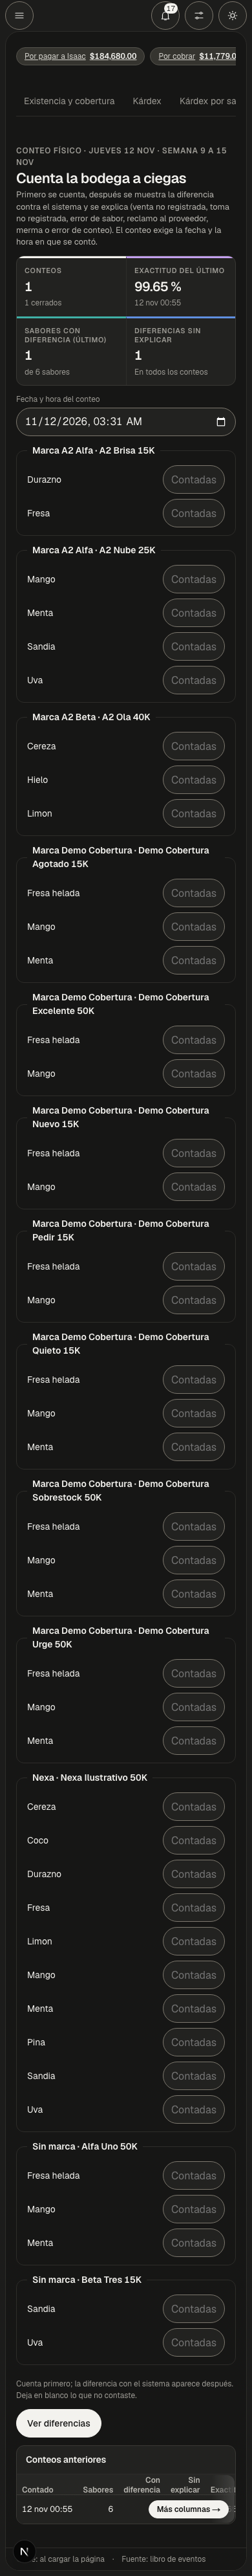 17
Por pagar a Isaac $184,680.00
Por cobrar $11,779.0
Existencia y cobertura Kárdex Kárdex por sa
CONTEO FÍSICO · JUEVES 12 NOV · SEMANA 9 A 15
NOV
Cuenta la bodega a ciegas
Primero se cuenta, después se muestra la diferencia
contra el sistema y se explica (venta no registrada, toma
no registrada, error de sabor, reclamo al proveedor,
merma o error de conteo). El conteo exige la fecha y la
hora en que se contó.
CONTEOS
1
1 cerrados
EXACTITUD DEL ÚLTIMO
99.65 %
12 nov 00:55
SABORES CON
DIFERENCIA (ÚLTIMO)
1
de 6 sabores
DIFERENCIAS SIN
EXPLICAR
1
En todos los conteos
Fecha y hora del conteo
11/12/2026, 03:31 AM
Marca A2 Alfa · A2 Brisa 15K
Durazno Contadas
Fresa Contadas
Marca A2 Alfa · A2 Nube 25K
Mango Contadas
Menta Contadas
Sandia Contadas
Uva Contadas
Marca A2 Beta · A2 Ola 40K
Cereza Contadas
Hielo Contadas
Limon Contadas
Marca Demo Cobertura · Demo Cobertura
Agotado 15K
Fresa helada Contadas
Mango Contadas
Menta Contadas
Marca Demo Cobertura · Demo Cobertura
Excelente 50K
Fresa helada Contadas
Mango Contadas
Marca Demo Cobertura · Demo Cobertura
Nuevo 15K
Fresa helada Contadas
Mango Contadas
Marca Demo Cobertura · Demo Cobertura
Pedir 15K
Fresa helada Contadas
Mango Contadas
Marca Demo Cobertura · Demo Cobertura
Quieto 15K
Fresa helada Contadas
Mango Contadas
Menta Contadas
Marca Demo Cobertura · Demo Cobertura
Sobrestock 50K
Fresa helada Contadas
Mango Contadas
Menta Contadas
Marca Demo Cobertura · Demo Cobertura
Urge 50K
Fresa helada Contadas
Mango Contadas
Menta Contadas
Nexa · Nexa Ilustrativo 50K
Cereza Contadas
Coco Contadas
Durazno Contadas
Fresa Contadas
Limon Contadas
Mango Contadas
Menta Contadas
Pina Contadas
Sandia Contadas
Uva Contadas
Sin marca · Alfa Uno 50K
Fresa helada Contadas
Mango Contadas
Menta Contadas
Sin marca · Beta Tres 15K
Sandia Contadas
Uva Contadas
Cuenta primero; la diferencia con el sistema aparece después.
Deja en blanco lo que no contaste.
Ver diferencias
Conteos anteriores
Contado Sabores Con diferencia Sin explicar
12 nov 00:55 6 Más columnas →
N
al cargar la página · Fuente: libro de eventos